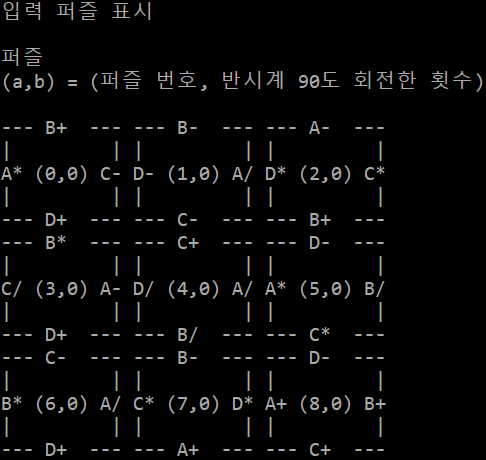 입력 퍼즐 표시

퍼즐
(a,b) = (퍼즐 번호, 반시계 90도 회전한 횟수)

--- B+  --- --- B-  --- --- A-  ---
|         | |         | |         |
A* (0,0) C- D- (1,0) A/ D* (2,0) C*
|         | |         | |         |
--- D+  --- --- C-  --- --- B+  ---
--- B*  --- --- C+  --- --- D-  ---
|         | |         | |         |
C/ (3,0) A- D/ (4,0) A/ A* (5,0) B/
|         | |         | |         |
--- D+  --- --- B/  --- --- C*  ---
--- C-  --- --- B-  --- --- D-  ---
|         | |         | |         |
B* (6,0) A/ C* (7,0) D* A+ (8,0) B+
|         | |         | |         |
--- D+  --- --- A+  --- --- C+  ---